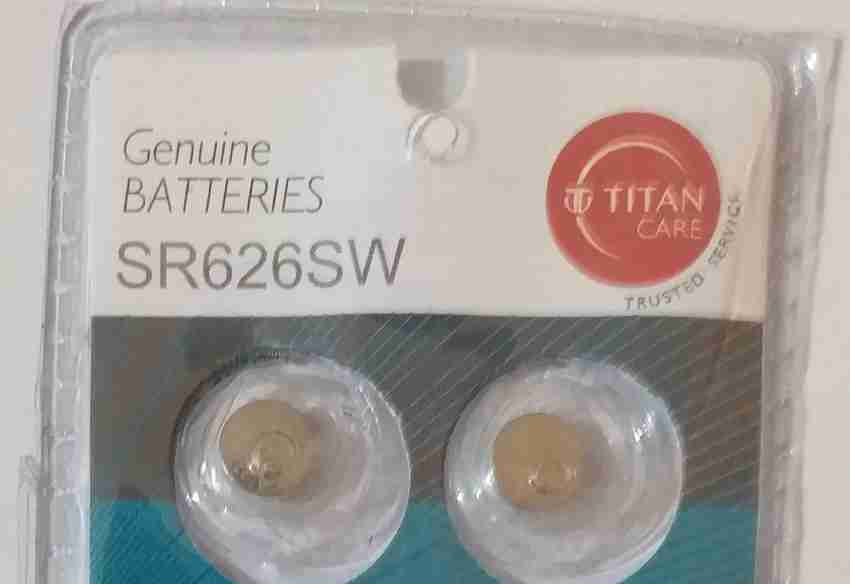 Genuine
BATTERIES
SR626SW
TITAN
CARE
TRUSTED SERVICE